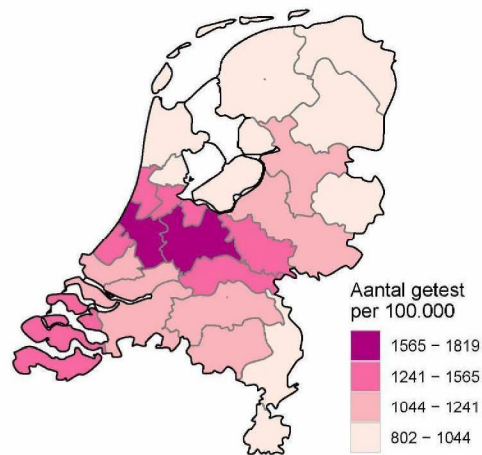 Aantal getest
per 100.000
1565 – 1819
1241 – 1565
1044 – 1241
802 – 1044